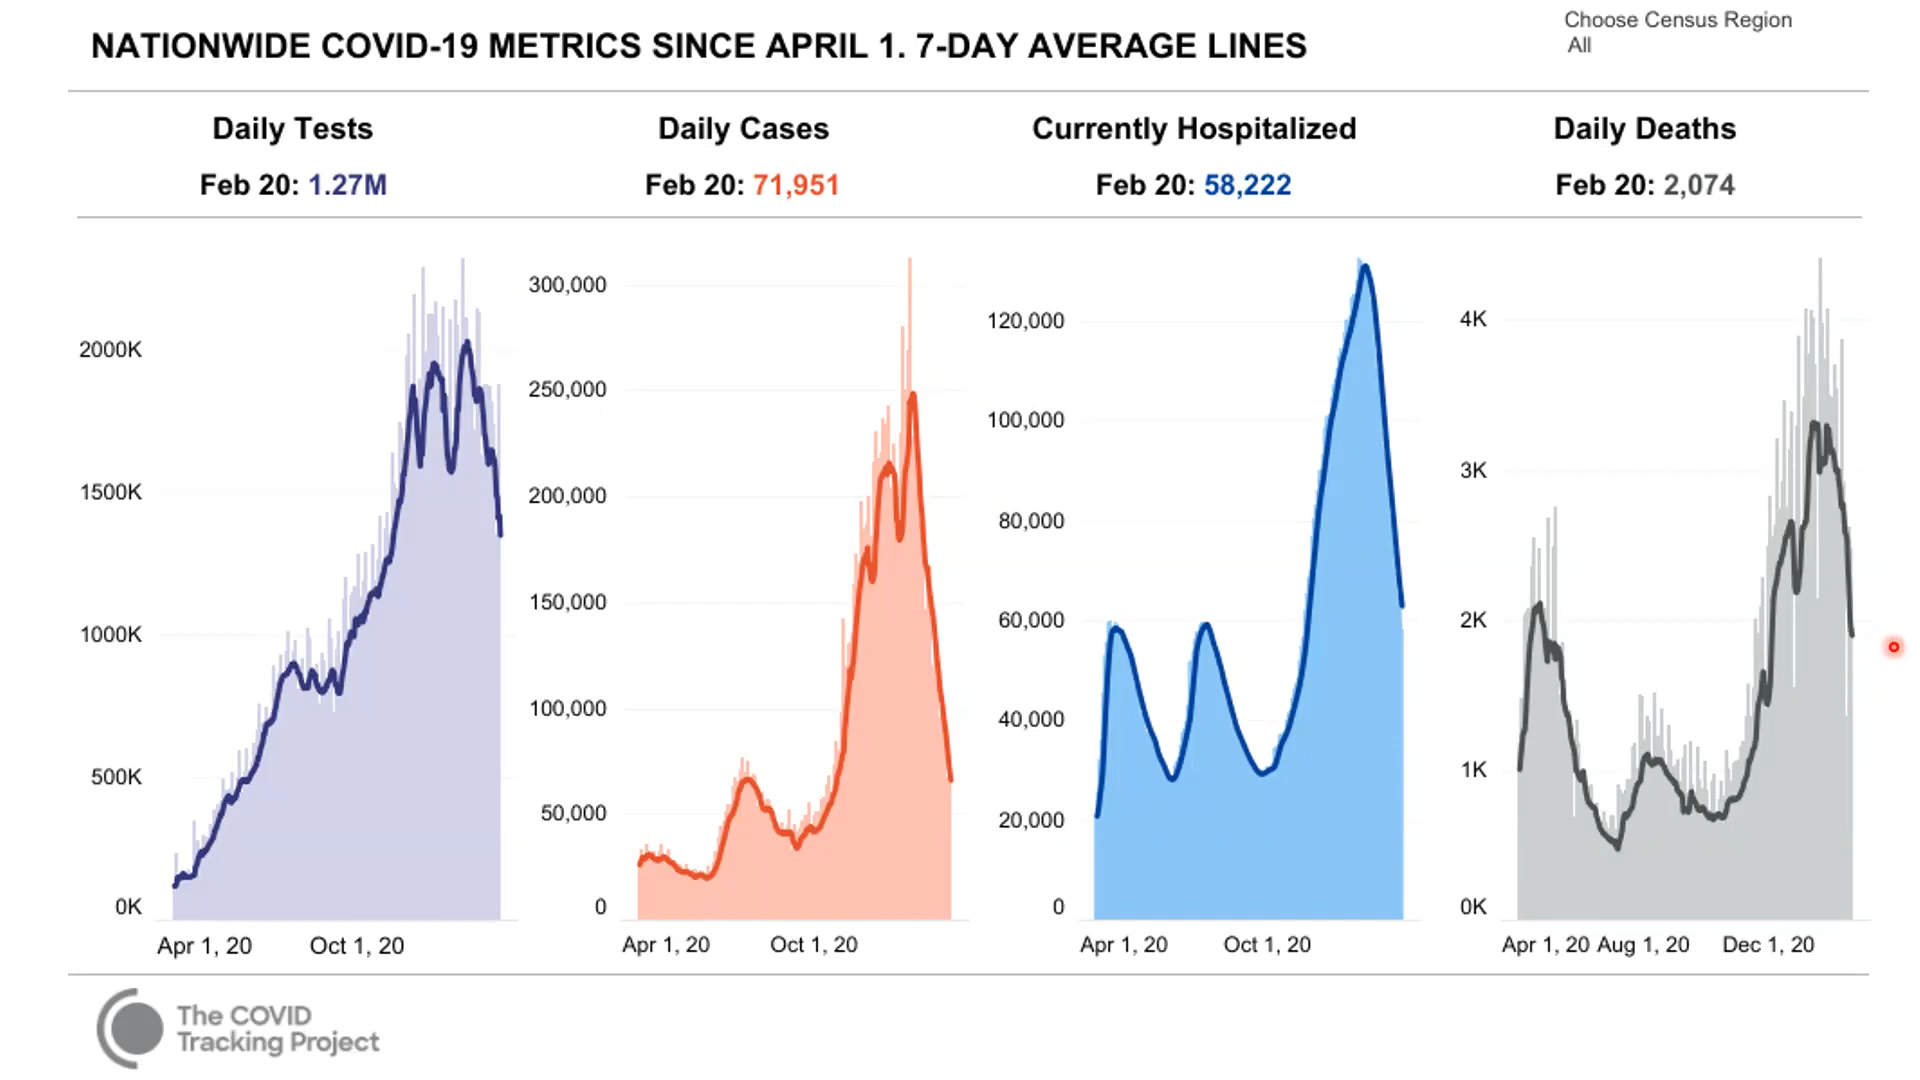 NATIONWIDE COVID-19 METRICS SINCE APRIL 1. 7-DAY AVERAGE LINES
Choose Census Region
All
Daily Tests
Feb 20: 1.27M
Daily Cases
Feb 20: 71,951
Currently Hospitalized
Feb 20: 58,222
Daily Deaths
Feb 20: 2,074
2000K
1500K
1000K
500K
0K
Apr 1, 20 Oct 1, 20
300,000
250,000
200,000
150,000
100,000
50,000
0
Apr 1, 20 Oct 1, 20
120,000
100,000
80,000
60,000
40,000
20,000
0
Apr 1, 20 Oct 1, 20
4K
3K
2K
1K
0K
Apr 1, 20 Aug 1, 20 Dec 1, 20
The COVID
Tracking Project